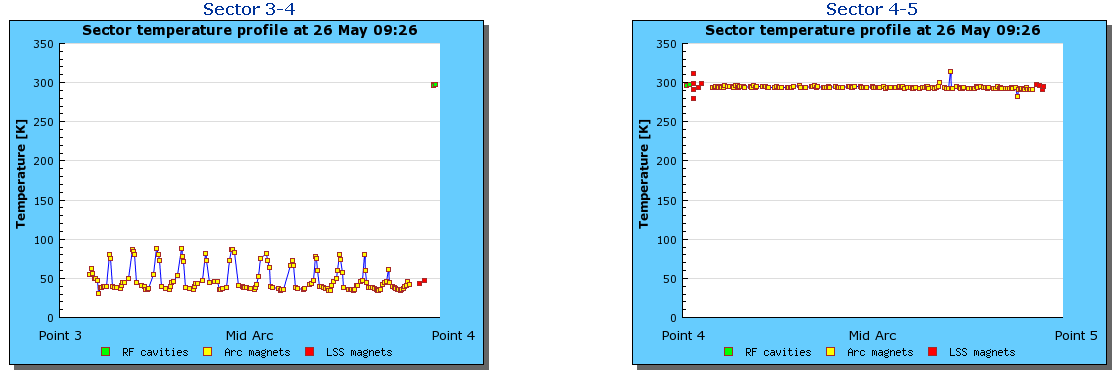 Sector 3-4
Sector temperature profile at 26 May 09:26
Temperature [K]
350
300
250
200
150
100
50
0
Point 3 Mid Arc Point 4
RF cavities Arc magnets LSS magnets
Sector 4-5
Sector temperature profile at 26 May 09:26
Temperature [K]
350
300
250
200
150
100
50
0
Point 4 Mid Arc Point 5
RF cavities Arc magnets LSS magnets